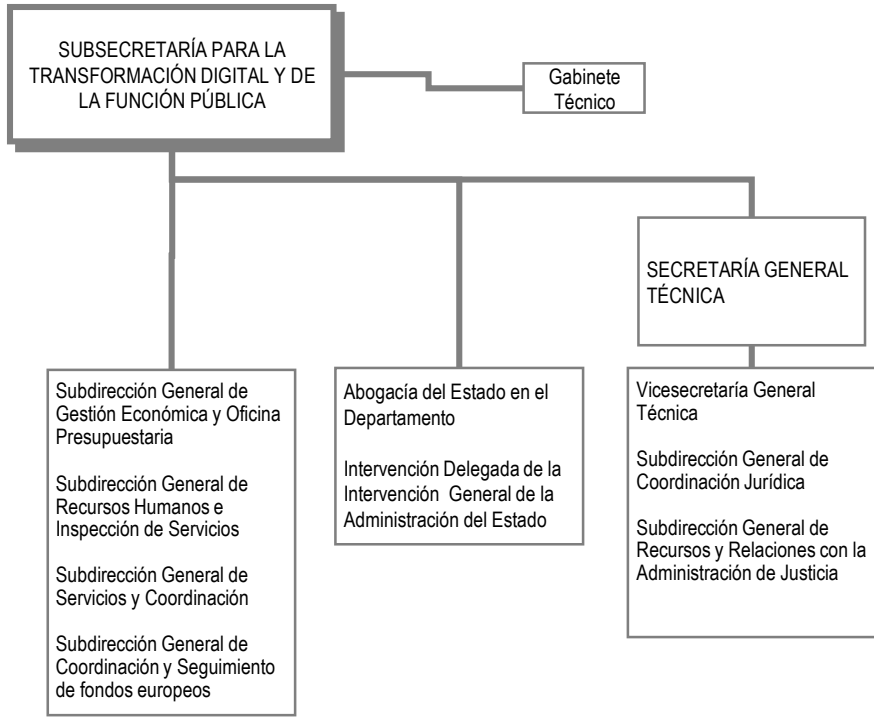 SUBSECRETARÍA PARA LA
TRANSFORMACIÓN DIGITAL Y DE
LA FUNCIÓN PÚBLICA
Gabinete
Técnico
SECRETARÍA GENERAL
TÉCNICA
Subdirección General de
Gestión Económica y Oficina
Presupuestaria
Subdirección General de
Recursos Humanos e
Inspección de Servicios
Subdirección General de
Servicios y Coordinación
Subdirección General de
Coordinación y Seguimiento
de fondos europeos
Abogacía del Estado en el
Departamento
Intervención Delegada de la
Intervención General de la
Administración del Estado
Vicesecretaría General
Técnica
Subdirección General de
Coordinación Jurídica
Subdirección General de
Recursos y Relaciones con la
Administración de Justicia